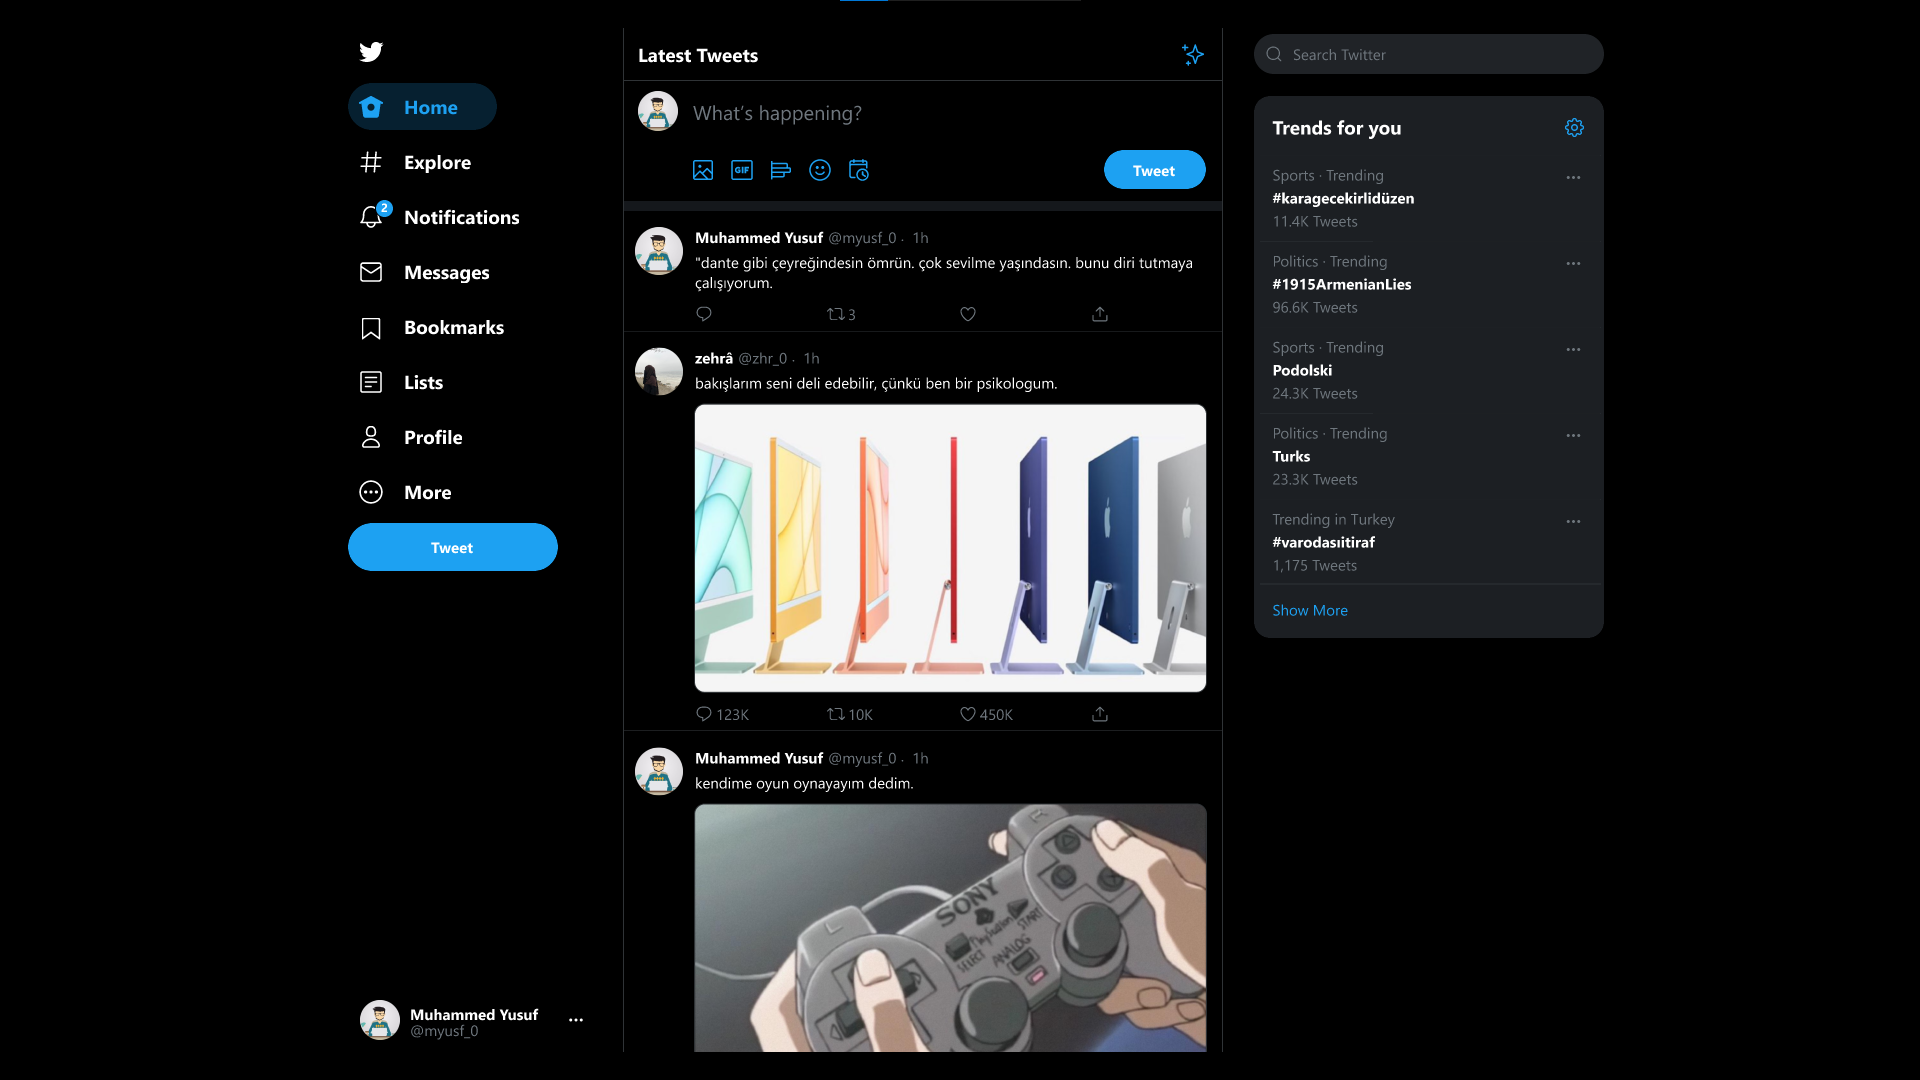 Home
Explore
2
Notifications
Messages
Bookmarks
Lists
Profile
More
Tweet
Muhammed Yusuf
@myusf_0
Latest Tweets
What's happening?
GIF
Tweet
Muhammed Yusuf @myusf_0 · 1h
"dante gibi çeyreğindesin ömrün. çok sevilme yaşındasın. bunu diri tutmaya
çalışıyorum.
3
zehrâ @zhr_0 · 1h
bakışlarım seni deli edebilir, çünkü ben bir psikologum.
123K 10K 450K
Muhammed Yusuf @myusf_0 · 1h
kendime oyun oynayayım dedim.
R
L
SONY
PlayStation
SELECT
START
ANALOG
Search Twitter
Trends for you
Sports · Trending
#karagecekirlidüzen
11.4K Tweets
Politics · Trending
#1915ArmenianLies
96.6K Tweets
Sports · Trending
Podolski
24.3K Tweets
Politics · Trending
Turks
23.3K Tweets
Trending in Turkey
#varodasıitiraf
1,175 Tweets
Show More